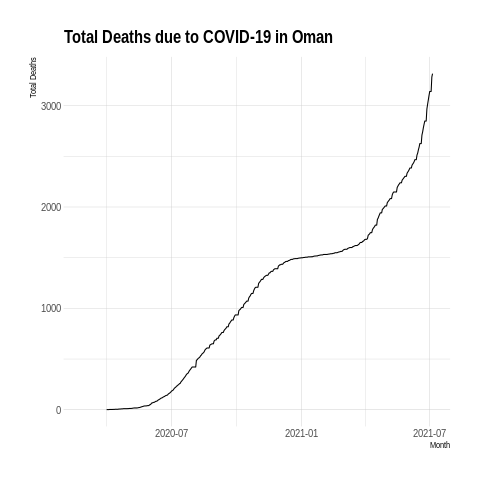 Total Deaths due to COVID-19 in Oman
Total Deaths
3000
2000
1000
0
2020-07 2021-01 2021-07
Month